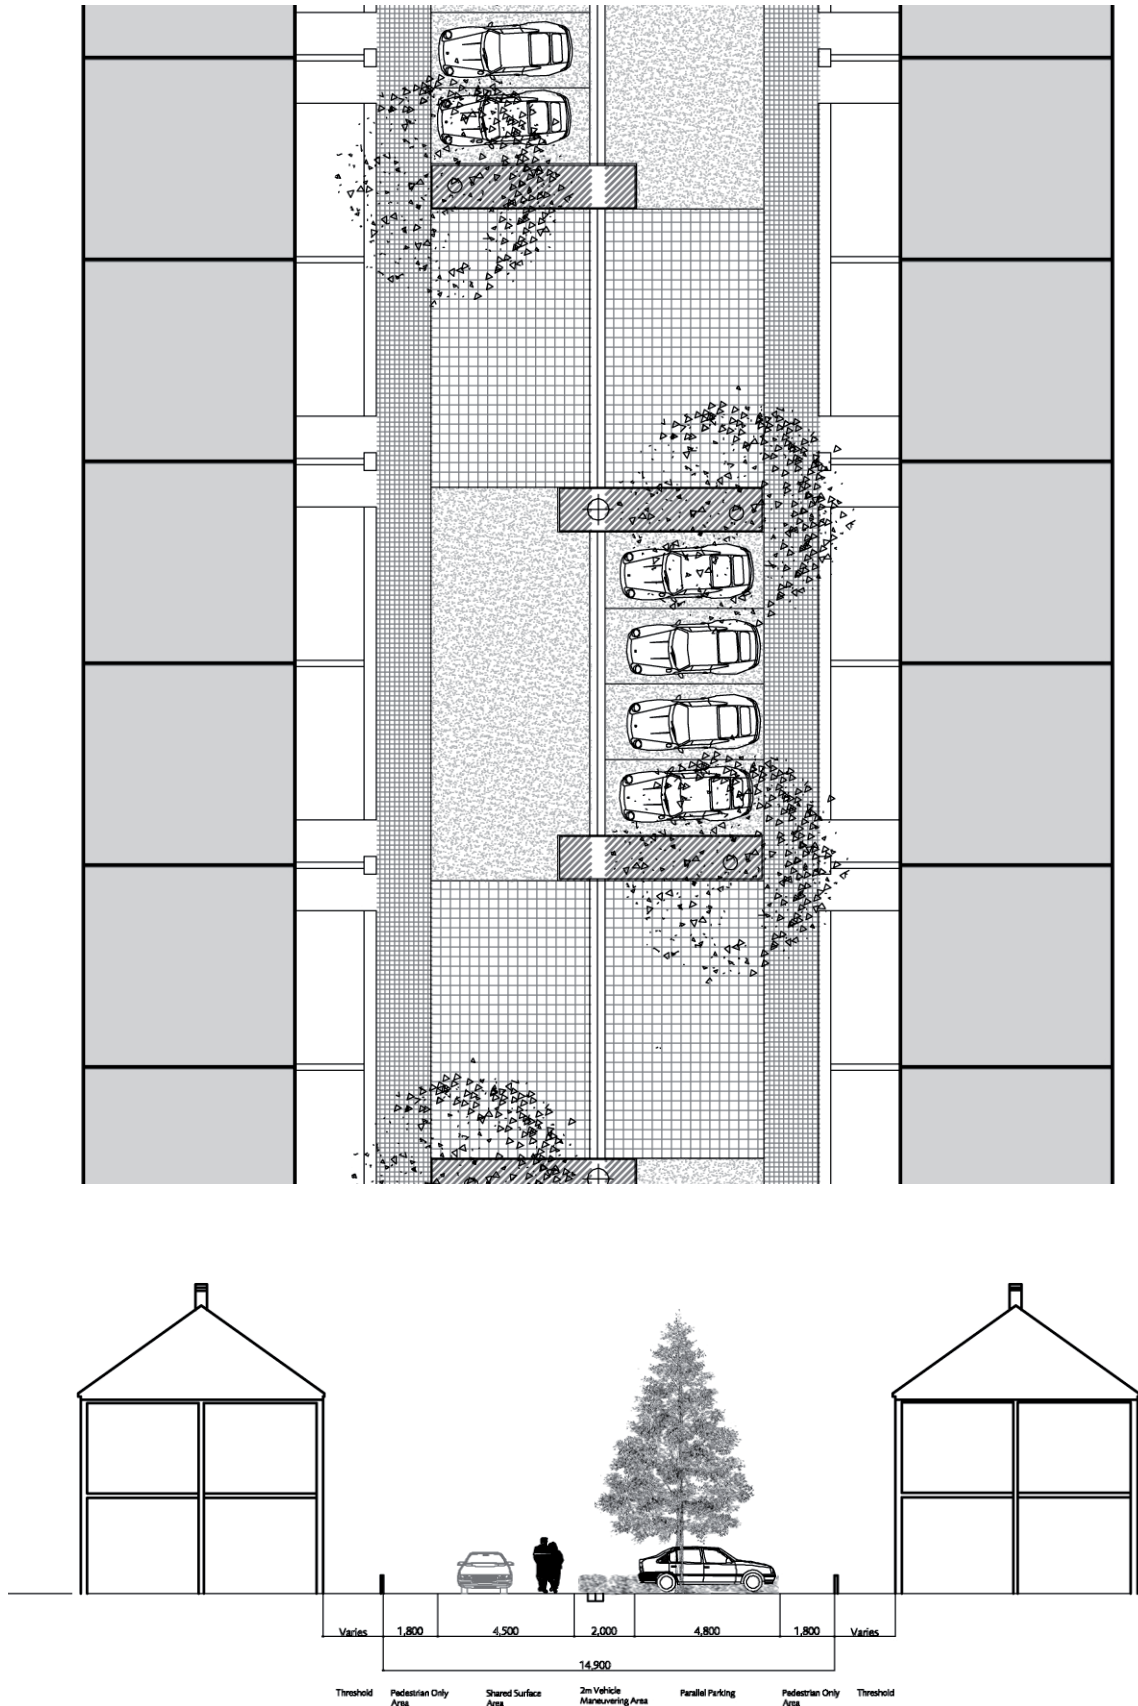 Varies 1,800 4,500 2,000 4,800 1,800 Varies
14,900
Threshold Pedestrian Only Area Shared Surface Area 2m Vehicle Maneuvering Area Parallel Parking Pedestrian Only Area Threshold